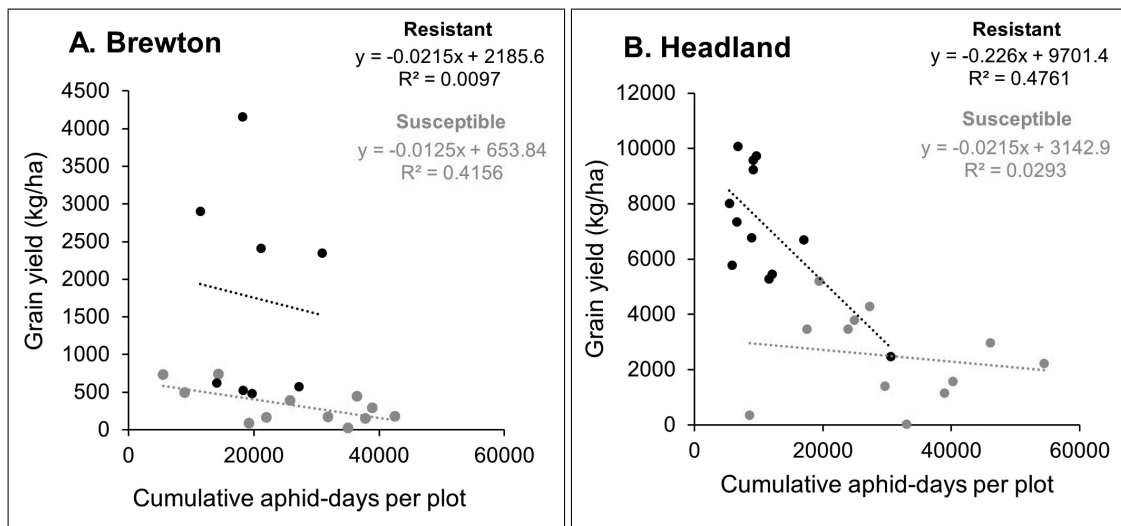 A. Brewton
Resistant
y = -0.0215x + 2185.6
R² = 0.0097
Susceptible
y = -0.0125x + 653.84
R² = 0.4156
Grain yield (kg/ha)
4500
4000
3500
3000
2500
2000
1500
1000
500
0
0 20000 40000 60000
Cumulative aphid-days per plot
B. Headland
Resistant
y = -0.226x + 9701.4
R² = 0.4761
Susceptible
y = -0.0215x + 3142.9
R² = 0.0293
Grain yield (kg/ha)
12000
10000
8000
6000
4000
2000
0
0 20000 40000 60000
Cumulative aphid-days per plot